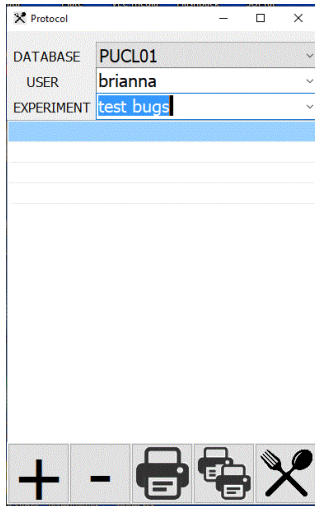 Protocol
DATABASE PUCL01
USER brianna
EXPERIMENT test bugs
+ -